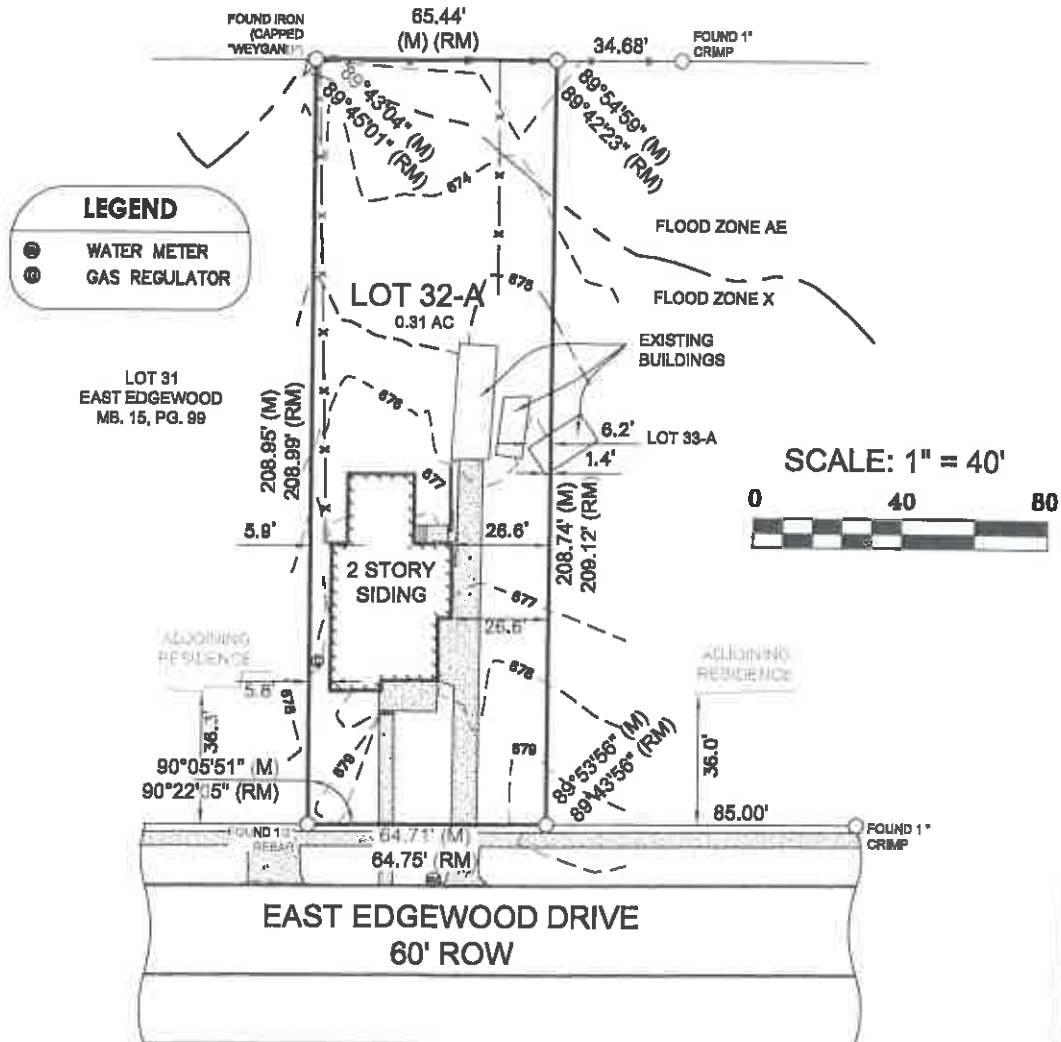 FOUND IRON
(CAPPED
65.44'
(M) (RM)
34.68'
FOUND 1"
CRIMP
89°43'04" (M)
89°45'01" (RM)
89°54'59" (M)
89°42'23" (RM)
674
LEGEND
WATER METER
GAS REGULATOR
FLOOD ZONE AE
FLOOD ZONE X
LOT 32-A
0.31 AC
675
EXISTING
BUILDINGS
LOT 31
EAST EDGEWOOD
MB. 15, PG. 99
676
208.95' (M)
208.99' (RM)
6.2'
LOT 33-A
1.4'
SCALE: 1" = 40'
0 40 80
677
208.74' (M)
209.12' (RM)
5.9'
26.6'
2 STORY
SIDING
677
26.6'
ADJOINING
RESIDENCE
ADJOINING
RESIDENCE
678
5.8'
678
36.3'
36.0'
679
679
89°53'56" (M)
89°43'56" (RM)
90°05'51" (M)
90°22'05" (RM)
85.00'
FOUND 1"
CRIMP
REBAR
64.71' (M)
64.75' (RM)
EAST EDGEWOOD DRIVE
60' ROW